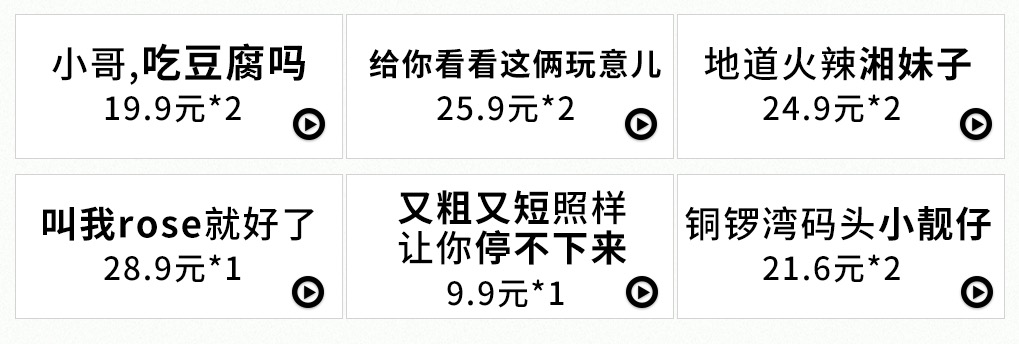 小哥,吃豆腐吗
19.9元*2
给你看看这俩玩意儿
25.9元*2
地道火辣湘妹子
24.9元*2
叫我rose就好了
28.9元*1
又粗又短照样
让你停不下来
9.9元*1
铜锣湾码头小靓仔
21.6元*2